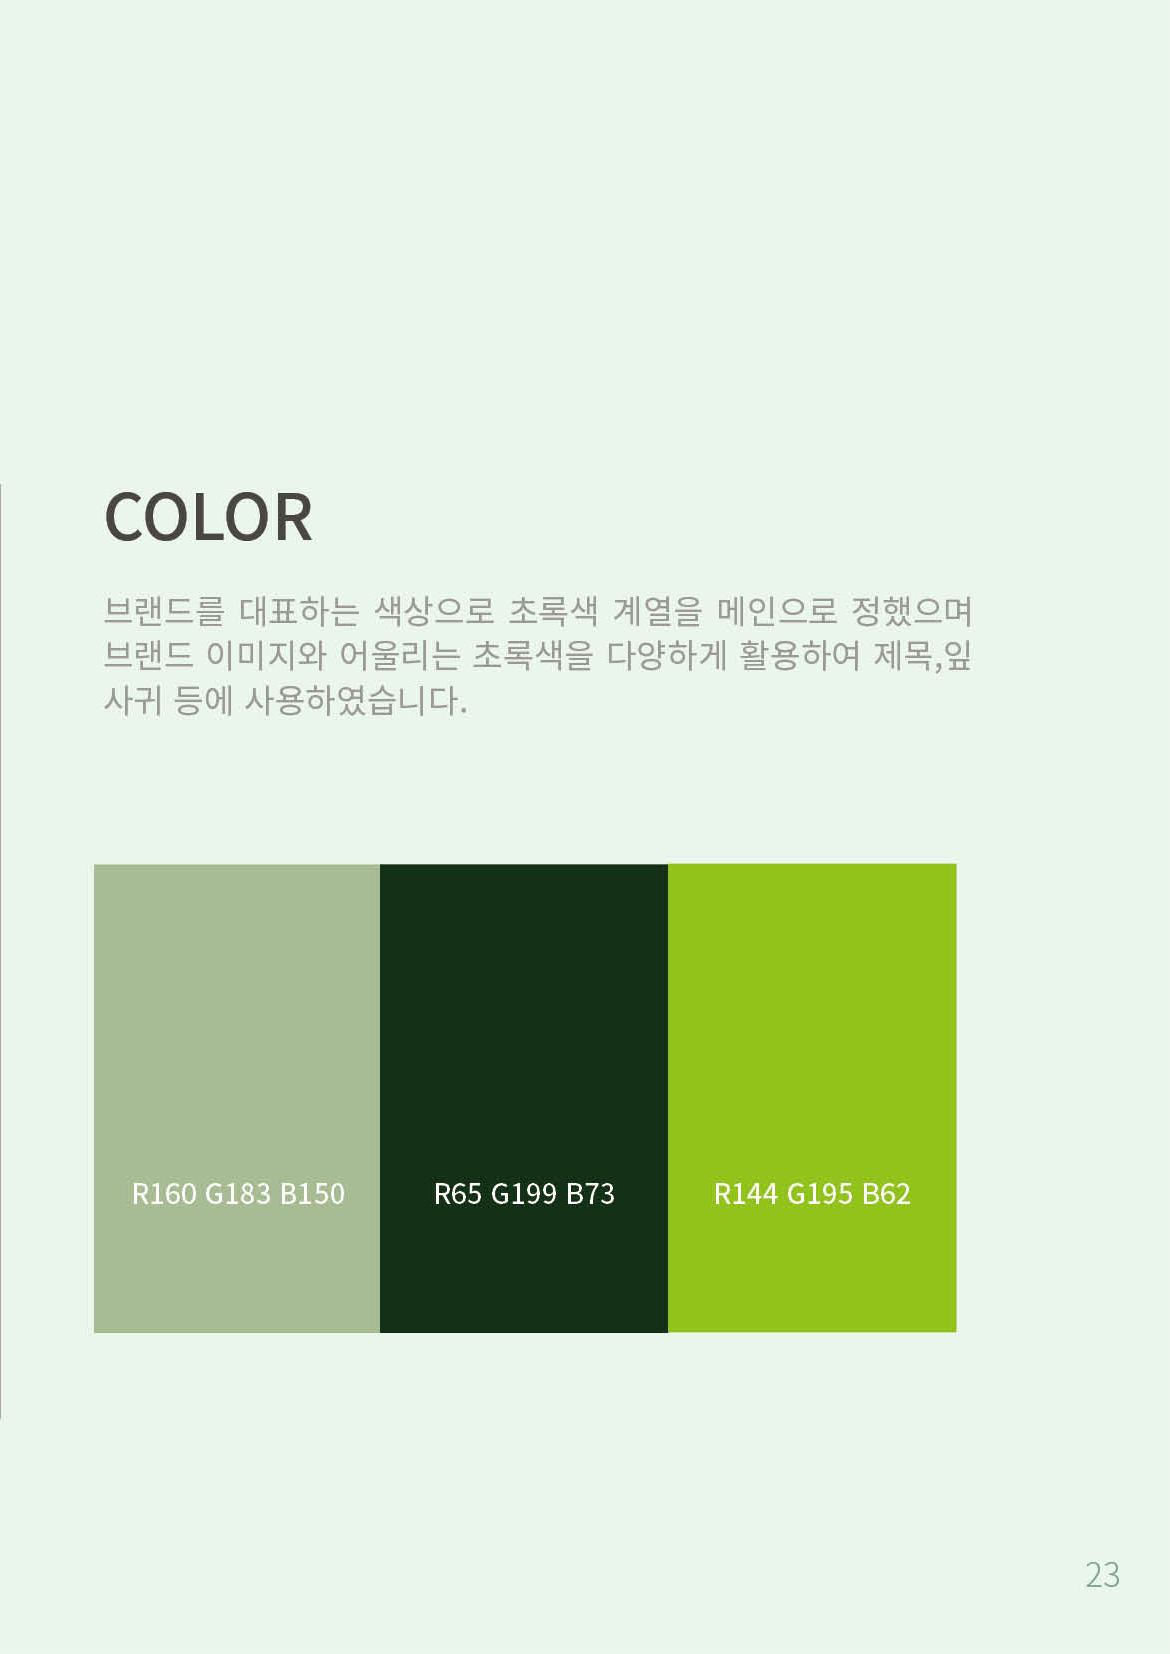 COLOR
브랜드를 대표하는 색상으로 초록색 계열을 메인으로 정했으며
브랜드 이미지와 어울리는 초록색을 다양하게 활용하여 제목,잎
사귀 등에 사용하였습니다.
R160 G183 B150
R65 G199 B73
R144 G195 B62
23